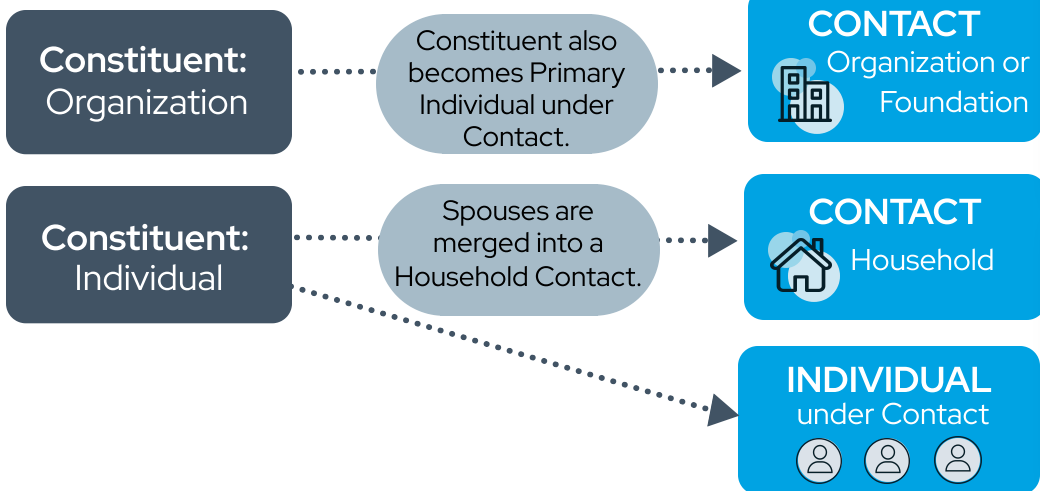 Constituent:
Organization
Constituent also
becomes Primary
Individual under
Contact.
CONTACT
Organization or
Foundation
Constituent:
Individual
Spouses are
merged into a
Household Contact.
CONTACT
Household
INDIVIDUAL
under Contact